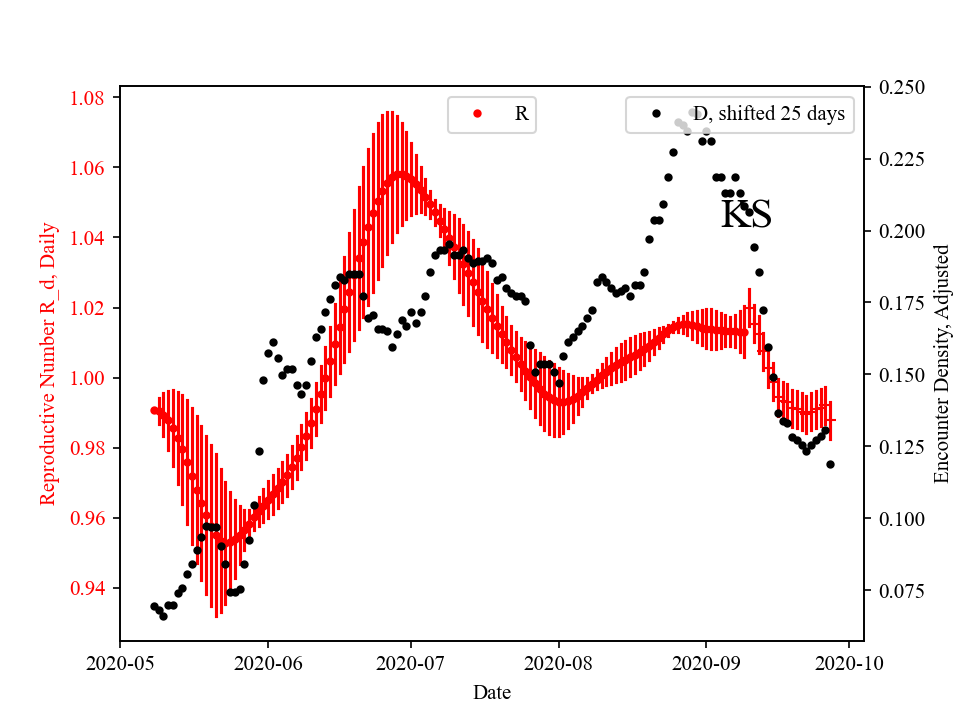 R
D, shifted 25 days
KS
1.08
1.06
1.04
1.02
1.00
0.98
0.96
0.94
Reproductive Number R_d, Daily
0.250
0.225
0.200
0.175
0.150
0.125
0.100
0.075
Encounter Density, Adjusted
2020-05 2020-06 2020-07 2020-08 2020-09 2020-10
Date